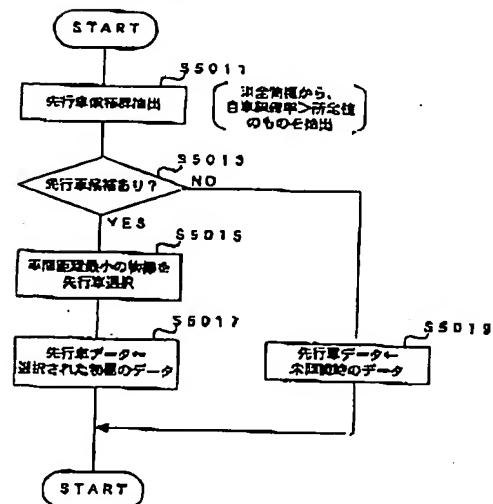 START
S5011
先行車候補群抽出
全物標から、
自車線確率>所定値
のものを抽出
S5013
先行車候補あり?
NO
YES
S5015
車間距離最小の物標を
先行車選択
S5017
先行車データ←
選択された物標のデータ
S5019
先行車データ←
未認識時のデータ
START